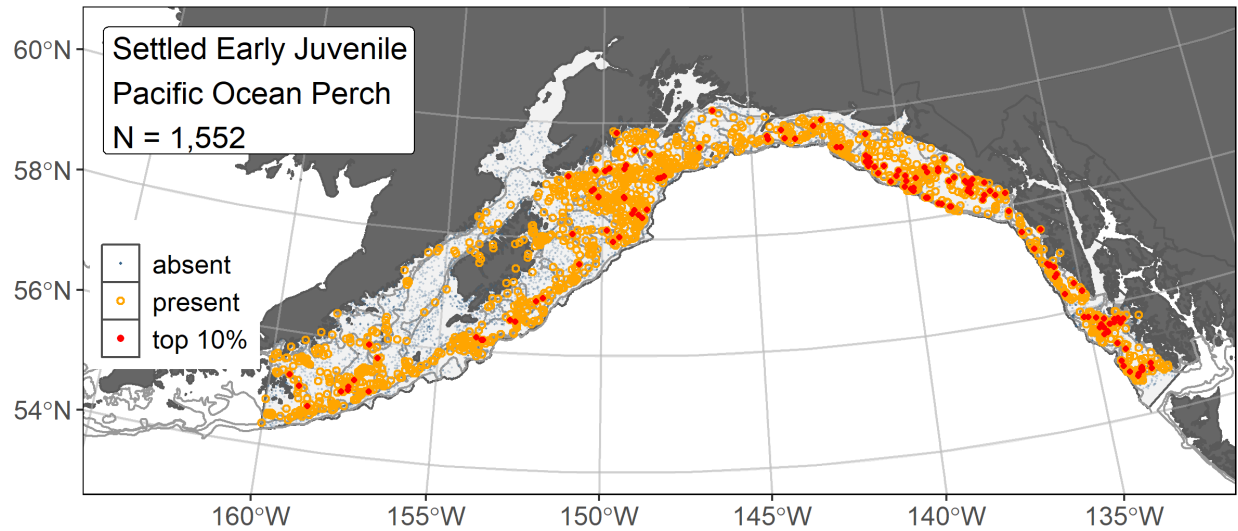 Settled Early Juvenile
Pacific Ocean Perch
N = 1,552
absent
present
top 10%
60°N
58°N
56°N
54°N
160°W
155°W
150°W
145°W
140°W
135°W